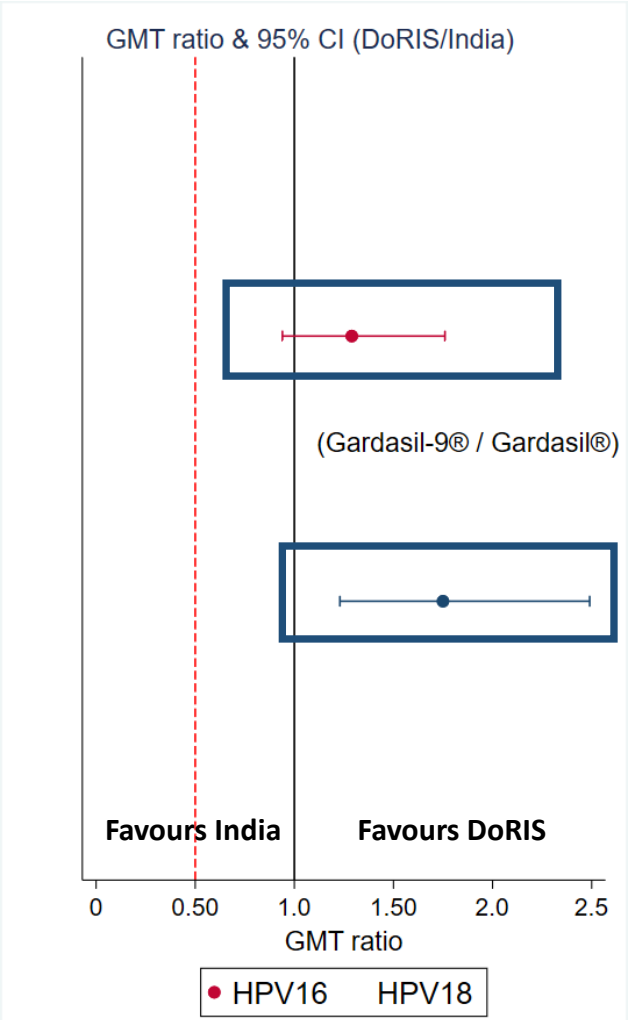 GMT ratio & 95% CI (DoRIS/India)
(Gardasil-9® / Gardasil®)
Favours India Favours DoRIS
0 0.50 1.0 1.50 2.0 2.5
GMT ratio
HPV16 HPV18